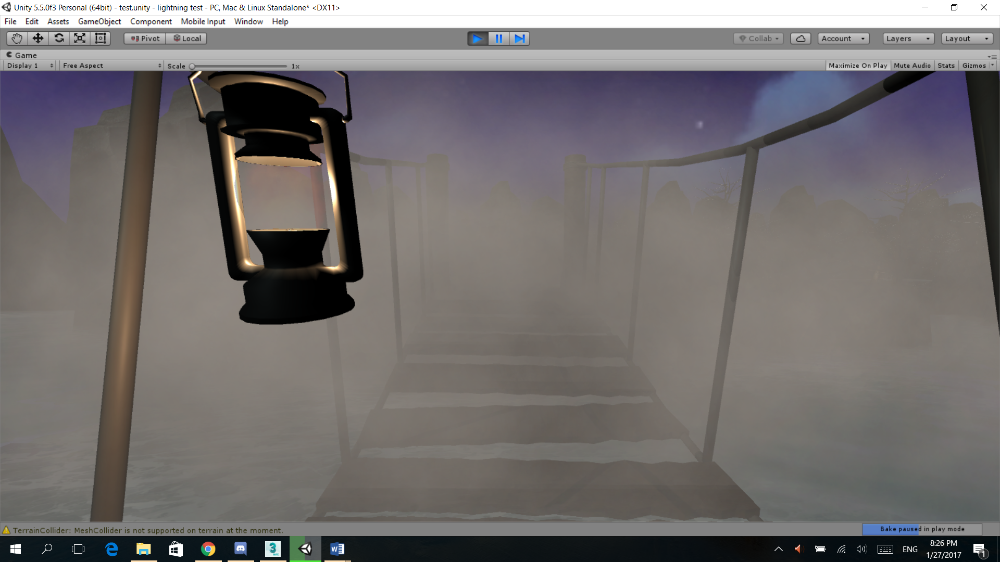 Unity 5.5.0f3 Personal (64bit) - test.unity - lightning test - PC, Mac & Linux Standalone* <DX11>
File Edit Assets GameObject Component Mobile Input Window Help
Pivot Local Collab Account Layers Layout
Game
Display 1 Free Aspect Scale 1x Maximize On Play Mute Audio Stats Gizmos
TerrainCollider: MeshCollider is not supported on terrain at the moment. Bake paused in play mode
ENG 8:26 PM
1/27/2017 1
3
MAX
W